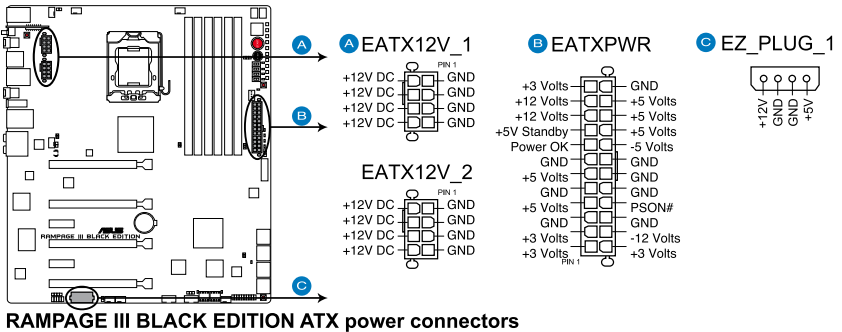 A
B
C
ASUS
RAMPAGE III BLACK EDITION
A EATX12V_1
PIN 1
+12V DC GND
+12V DC GND
+12V DC GND
+12V DC GND
EATX12V_2
PIN 1
+12V DC GND
+12V DC GND
+12V DC GND
+12V DC GND
B EATXPWR
+3 Volts GND
+12 Volts +5 Volts
+12 Volts +5 Volts
+5V Standby +5 Volts
Power OK -5 Volts
GND GND
+5 Volts GND
GND GND
+5 Volts PSON#
GND GND
+3 Volts -12 Volts
+3 Volts +3 Volts
PIN 1
C EZ_PLUG_1
+12V
GND
GND
+5V
RAMPAGE III BLACK EDITION ATX power connectors